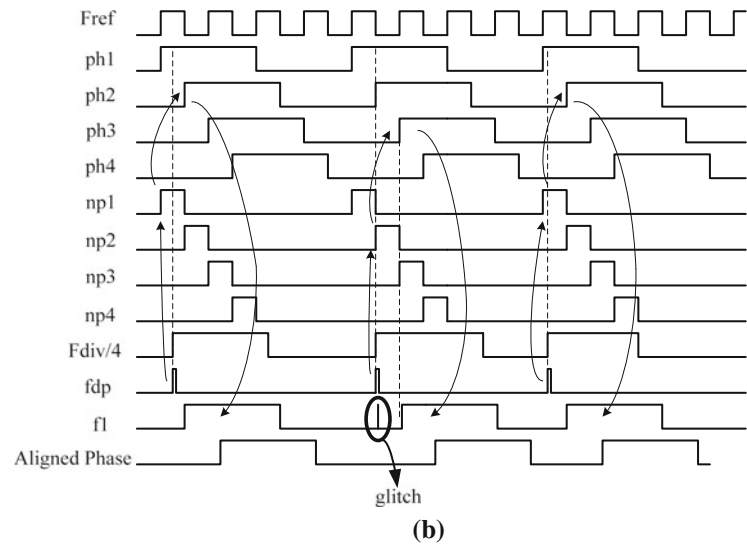 Fref
ph1
ph2
ph3
ph4
np1
np2
np3
np4
Fdiv/4
fdp
f1
Aligned Phase
glitch
(b)